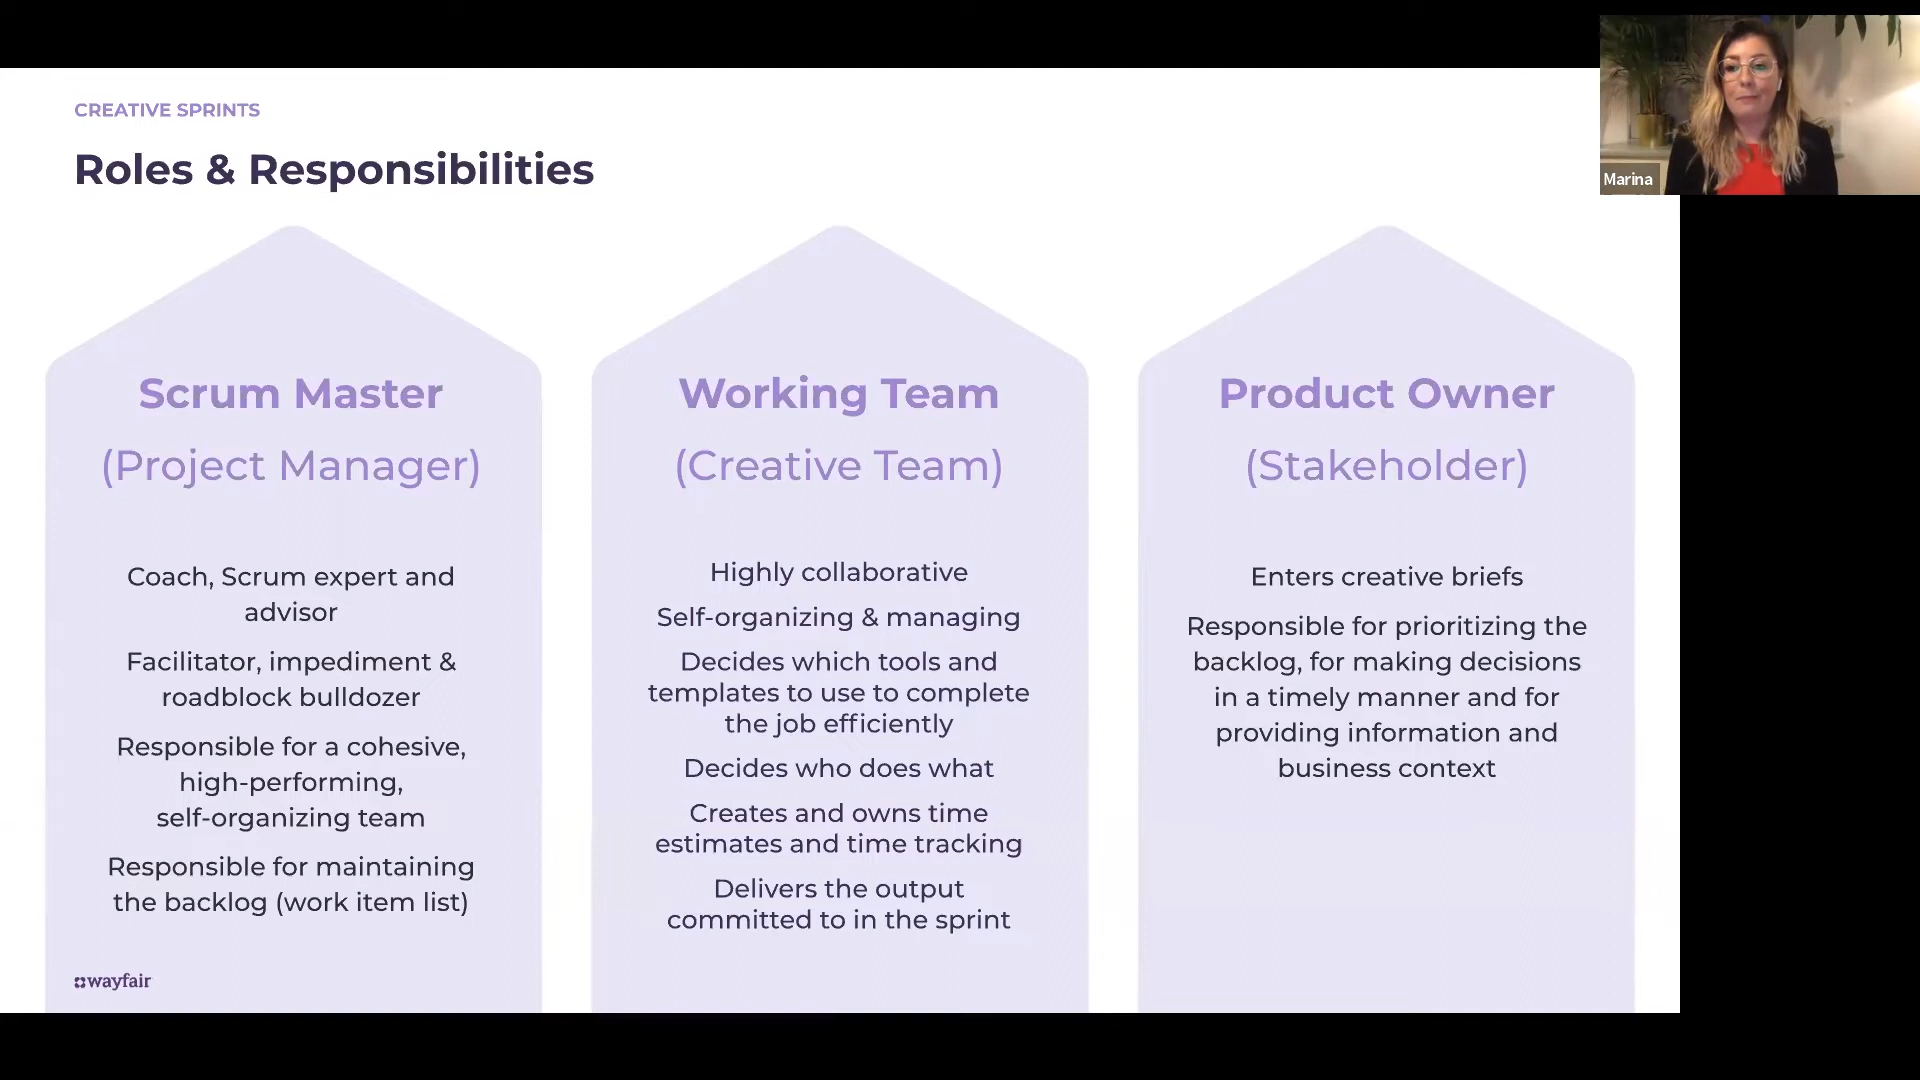 CREATIVE SPRINTS
Roles & Responsibilities
Marina
Scrum Master
(Project Manager)
Coach, Scrum expert and
advisor
Facilitator, impediment &
roadblock bulldozer
Responsible for a cohesive,
high-performing,
self-organizing team
Responsible for maintaining
the backlog (work item list)
Working Team
(Creative Team)
Highly collaborative
Self-organizing & managing
Decides which tools and
templates to use to complete
the job efficiently
Decides who does what
Creates and owns time
estimates and time tracking
Delivers the output
committed to in the sprint
Product Owner
(Stakeholder)
Enters creative briefs
Responsible for prioritizing the
backlog, for making decisions
in a timely manner and for
providing information and
business context
wayfair